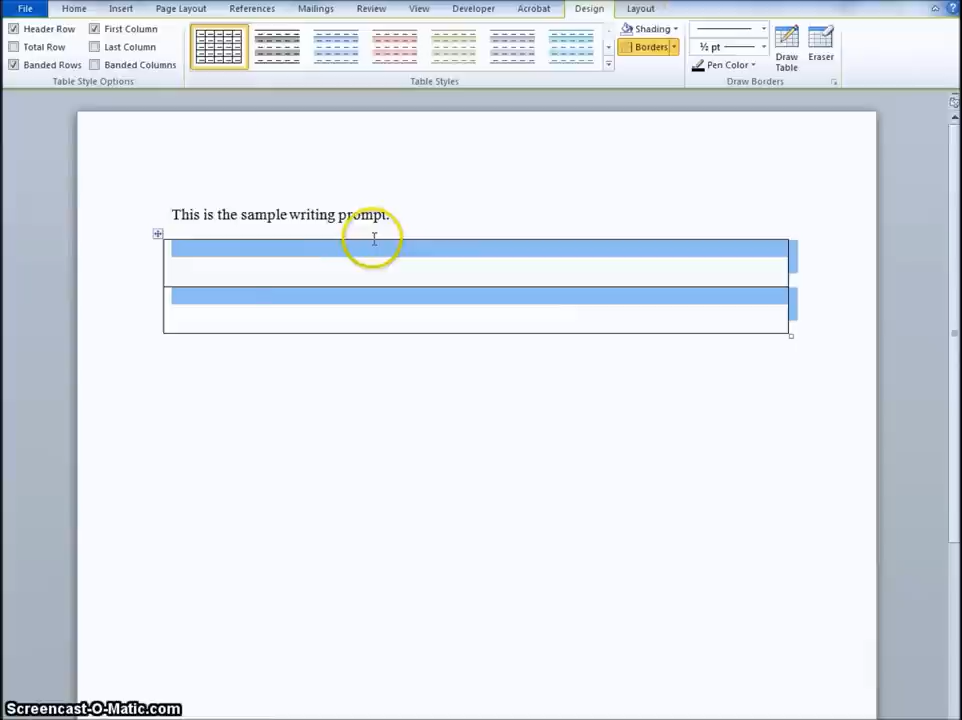 File Home Insert Page Layout References Mailings Review View Developer Acrobat Design Layout
Header Row First Column
Total Row Last Column
Banded Rows Banded Columns
Table Style Options
Table Styles
Shading
Borders
½ pt
Pen Color
Draw Table
Eraser
Draw Borders
This is the sample writing prompt.
Screencast-O-Matic.com